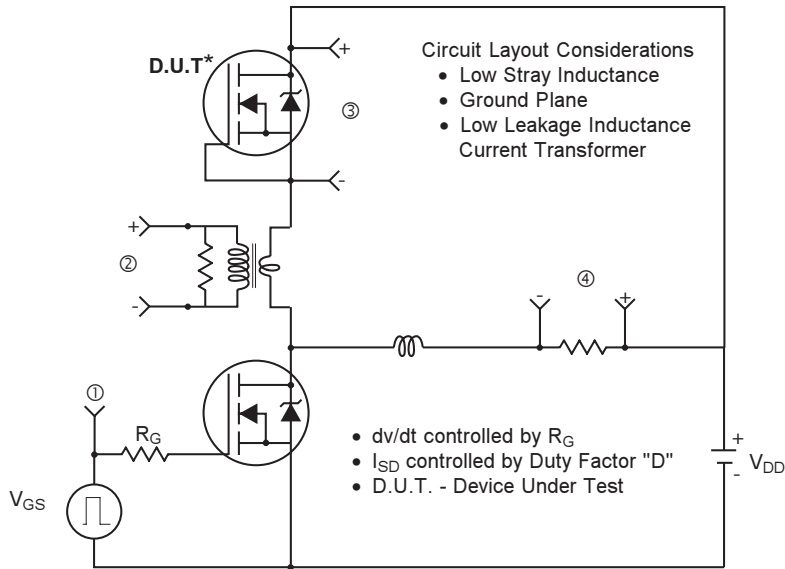 D.U.T*
+
-
③
Circuit Layout Considerations
• Low Stray Inductance
• Ground Plane
• Low Leakage Inductance
Current Transformer
+
②
-
④
-
+
①
R_G
V_GS
• dv/dt controlled by R_G
• I_SD controlled by Duty Factor "D"
• D.U.T. - Device Under Test
+
V_DD
-